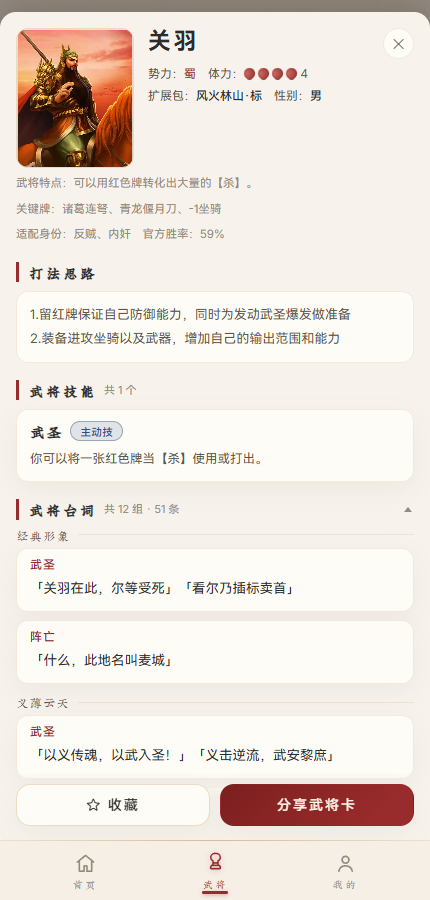 关羽
势力：蜀 体力：4
扩展包：风火林山·标 性别：男
武将特点：可以用红色牌转化出大量的【杀】。
关键牌：诸葛连弩、青龙偃月刀、-1坐骑
适配身份：反贼、内奸 官方胜率：59%
打法思路
1.留红牌保证自己防御能力，同时为发动武圣爆发做准备
2.装备进攻坐骑以及武器，增加自己的输出范围和能力
武将技能 共1个
武圣 主动技
你可以将一张红色牌当【杀】使用或打出。
武将台词 共12组·51条
经典形象
武圣
「关羽在此，尔等受死」「看尔乃插标卖首」
阵亡
「什么，此地名叫麦城」
义薄云天
武圣
「以义传魂，以武入圣！」「义击逆流，武安黎庶」
收藏
分享武将卡
首页
武将
我的